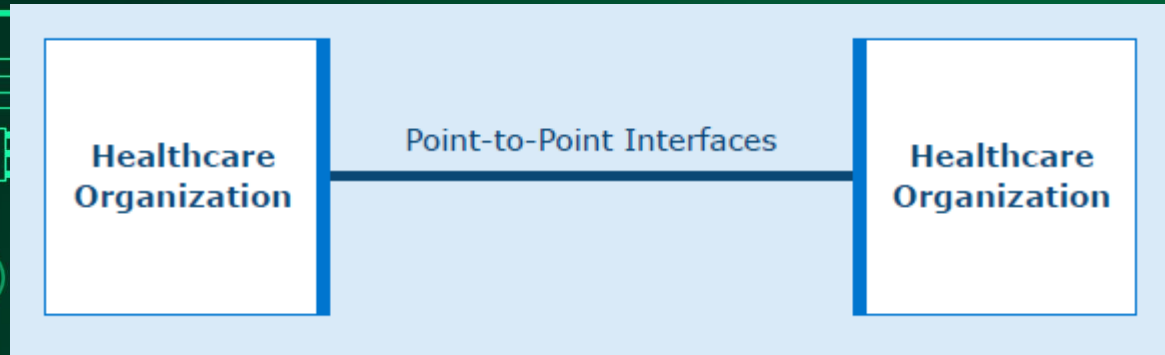 Healthcare
Organization
Point-to-Point Interfaces
Healthcare
Organization